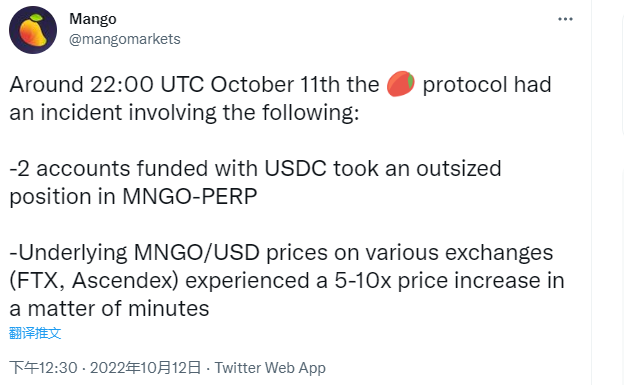 Mango
@mangomarkets
Around 22:00 UTC October 11th the 🥭 protocol had
an incident involving the following:
-2 accounts funded with USDC took an outsized
position in MNGO-PERP
-Underlying MNGO/USD prices on various exchanges
(FTX, Ascendex) experienced a 5-10x price increase in
a matter of minutes
翻译推文
下午12:30 · 2022年10月12日 · Twitter Web App